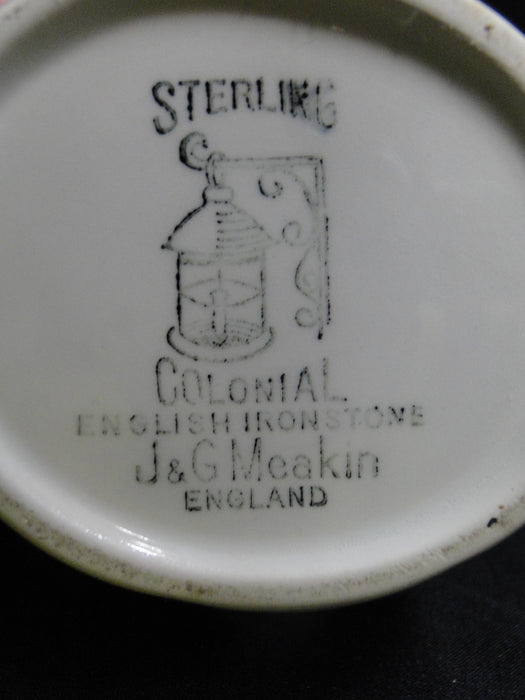 STERLING
COLONIAL
ENGLISH IRONSTONE
J&G Meakin
ENGLAND